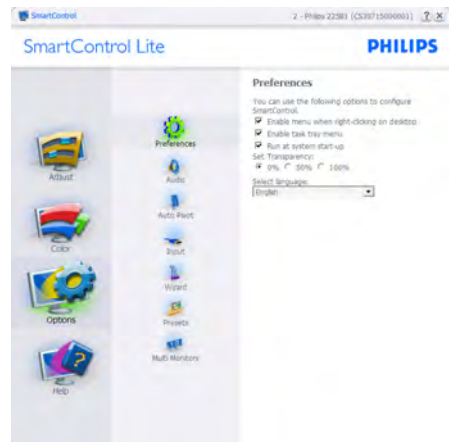 SmartControl
2 - Philips 225B1 (CS39715000001) ? X
SmartControl Lite
PHILIPS
Adjust
Color
Options
Help
Preferences
Audio
Auto Pivot
Input
Wizard
Presets
Multi Monitors
Preferences
You can use the following options to configure
SmartControl.
Enable menu when right-clicking on desktop
Enable task tray menu
Run at system start-up
Set Transparency:
0% 50% 100%
Select language:
English